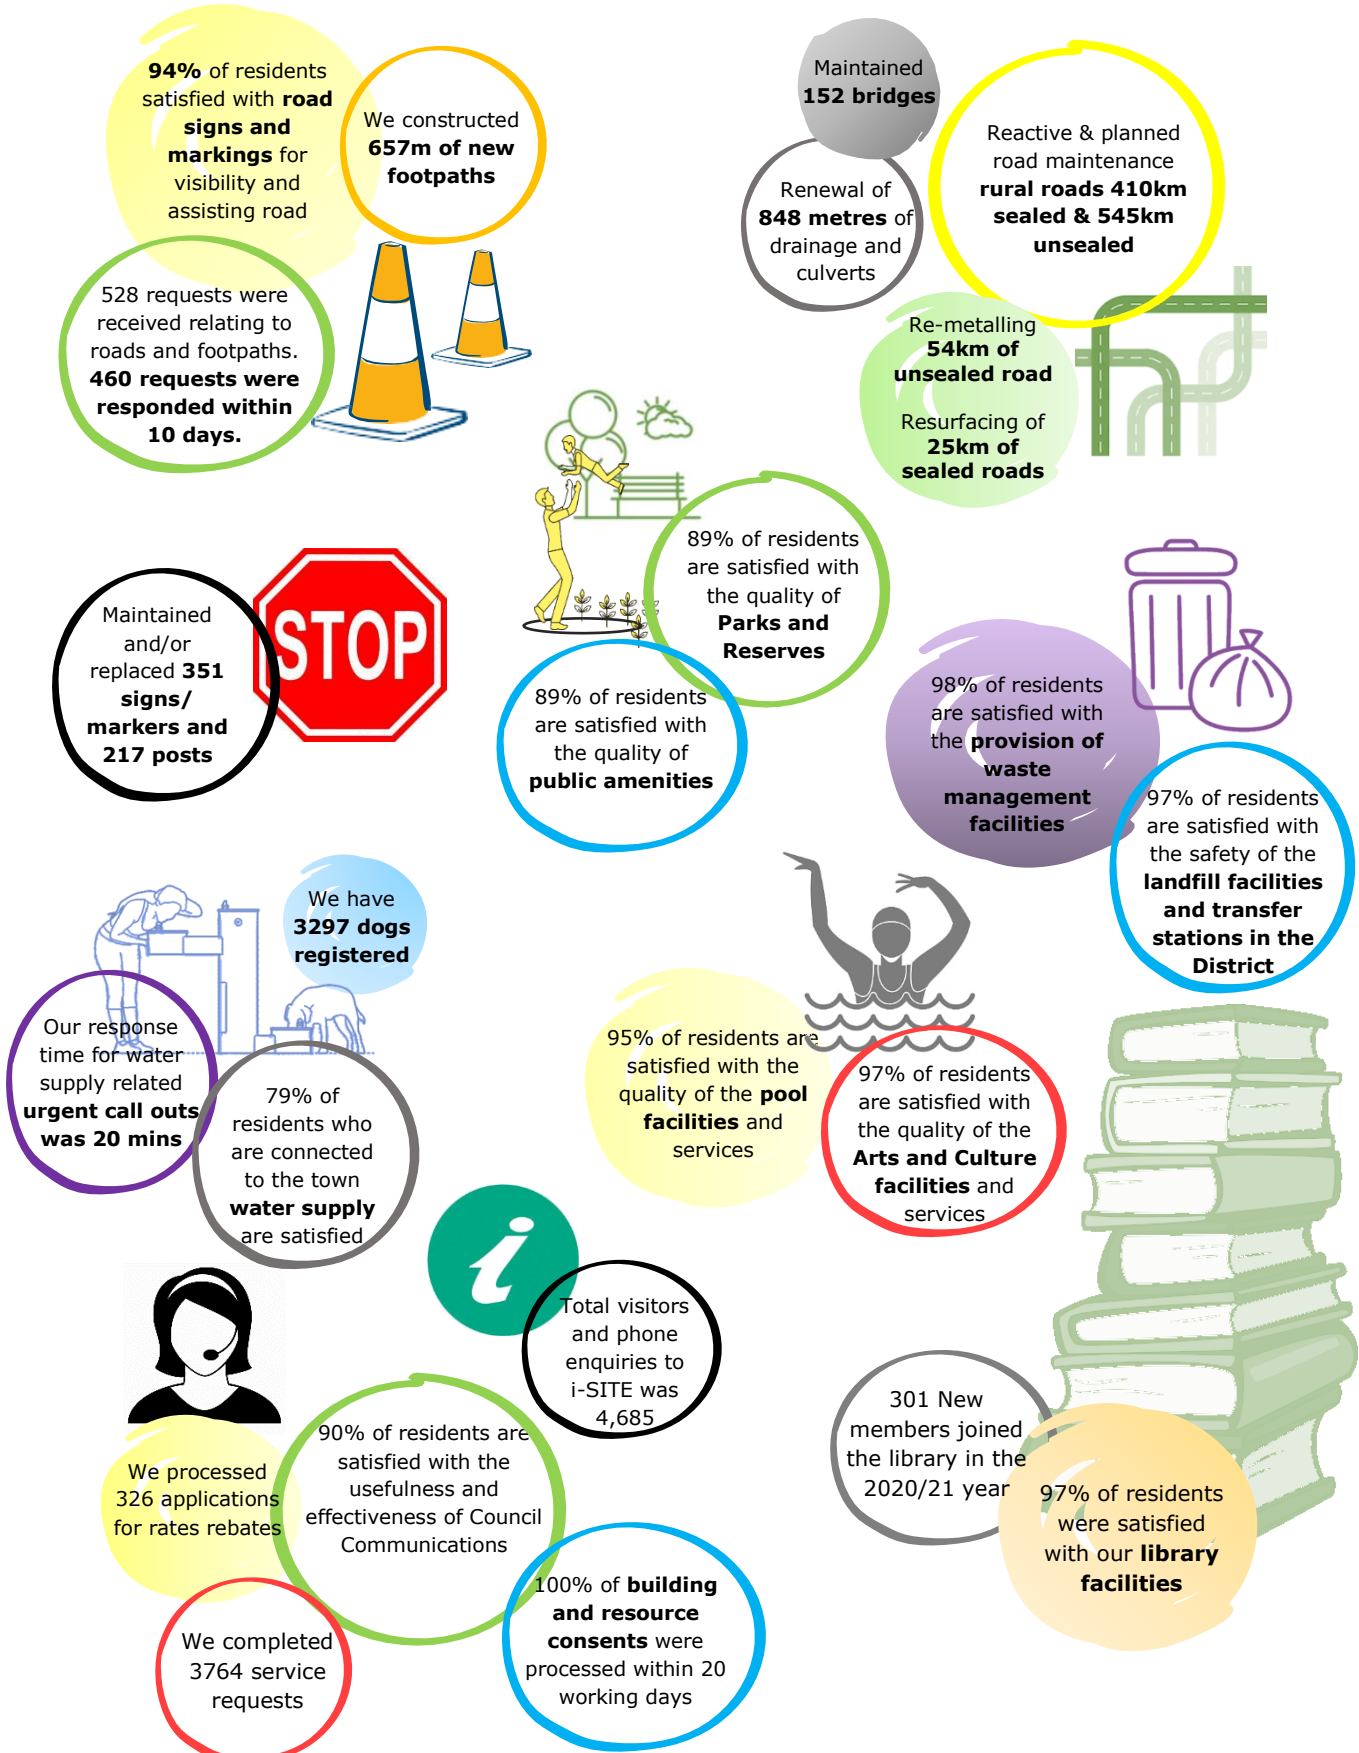 94% of residents
satisfied with road
signs and
markings for
visibility and
assisting road
We constructed
657m of new
footpaths
528 requests were
received relating to
roads and footpaths.
460 requests were
responded within
10 days.
Maintained
152 bridges
Renewal of
848 metres of
drainage and
culverts
Reactive & planned
road maintenance
rural roads 410km
sealed & 545km
unsealed
Re-metalling
54km of
unsealed road
Resurfacing of
25km of
sealed roads
Maintained
and/or
replaced 351
signs/
markers and
217 posts
STOP
89% of residents
are satisfied with
the quality of
Parks and
Reserves
89% of residents
are satisfied with
the quality of
public amenities
98% of residents
are satisfied with
the provision of
waste
management
facilities
97% of residents
are satisfied with
the safety of the
landfill facilities
and transfer
stations in the
District
We have
3297 dogs
registered
Our response
time for water
supply related
urgent call outs
was 20 mins
79% of
residents who
are connected
to the town
water supply
are satisfied
95% of residents are
satisfied with the
quality of the pool
facilities and
services
97% of residents
are satisfied with
the quality of the
Arts and Culture
facilities and
services
i
Total visitors
and phone
enquiries to
i-SITE was
4,685
We processed
326 applications
for rates rebates
90% of residents are
satisfied with the
usefulness and
effectiveness of Council
Communications
We completed
3764 service
requests
100% of building
and resource
consents were
processed within 20
working days
301 New
members joined
the library in the
2020/21 year
97% of residents
were satisfied
with our library
facilities